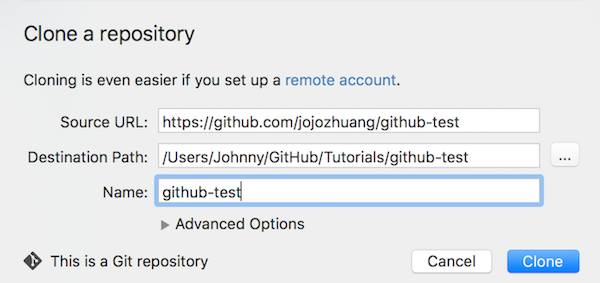 Clone a repository
Cloning is even easier if you set up a remote account.
Source URL: https://github.com/jojozhuang/github-test
Destination Path: /Users/Johnny/GitHub/Tutorials/github-test ...
Name: github-test
Advanced Options
This is a Git repository Cancel Clone